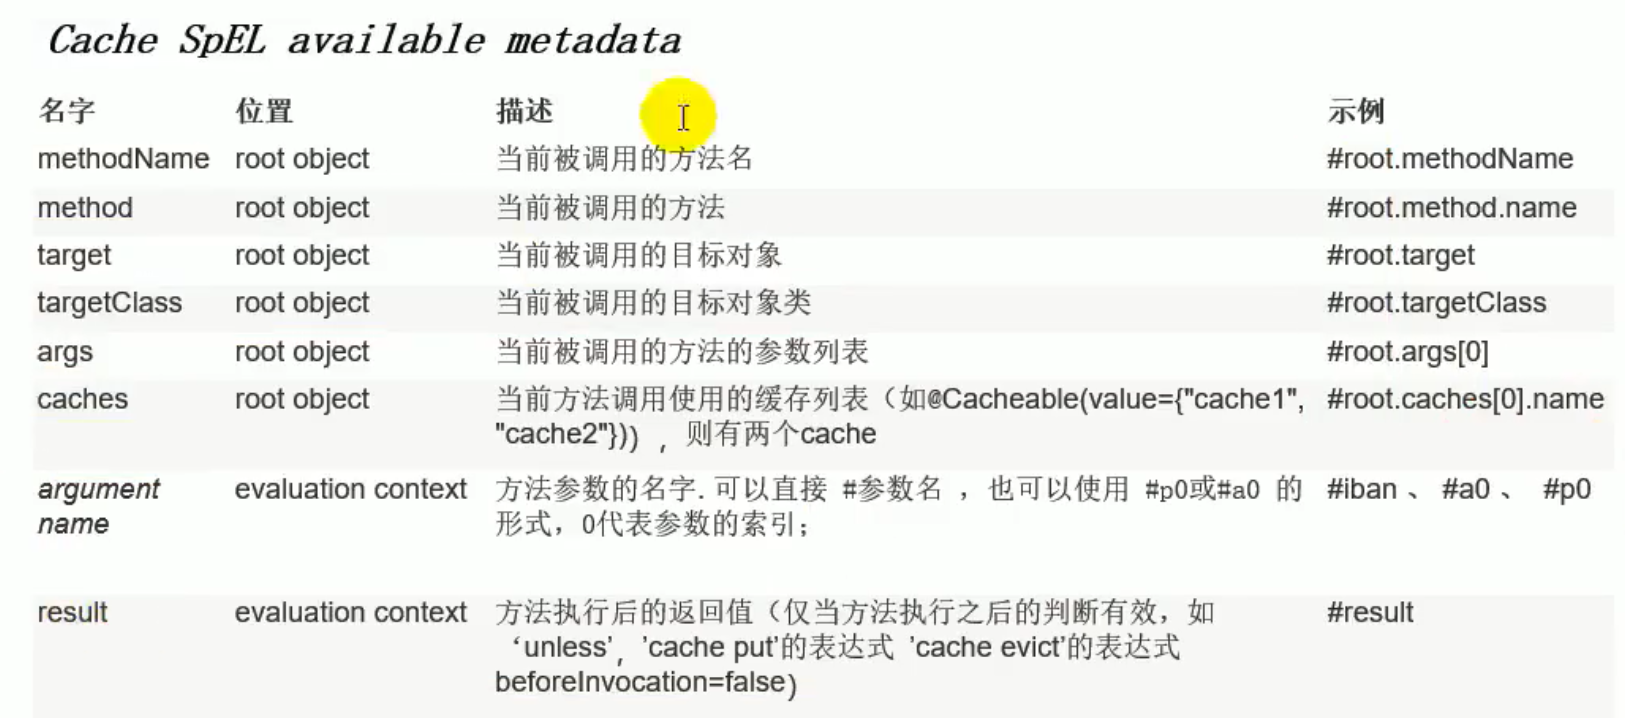 Cache SpEL available metadata
名字 位置 描述 示例
methodName root object 当前被调用的方法名 #root.methodName
method root object 当前被调用的方法 #root.method.name
target root object 当前被调用的目标对象 #root.target
targetClass root object 当前被调用的目标对象类 #root.targetClass
args root object 当前被调用的方法的参数列表 #root.args[0]
caches root object 当前方法调用使用的缓存列表（如@Cacheable(value={"cache1", #root.caches[0].name
"cache2"})），则有两个cache
argument evaluation context 方法参数的名字. 可以直接 #参数名 ，也可以使用 #p0或#a0 的 #iban 、 #a0 、 #p0
name 形式，0代表参数的索引；
result evaluation context 方法执行后的返回值（仅当方法执行之后的判断有效，如 #result
‘unless’，’cache put’的表达式 ’cache evict’的表达式
beforeInvocation=false）